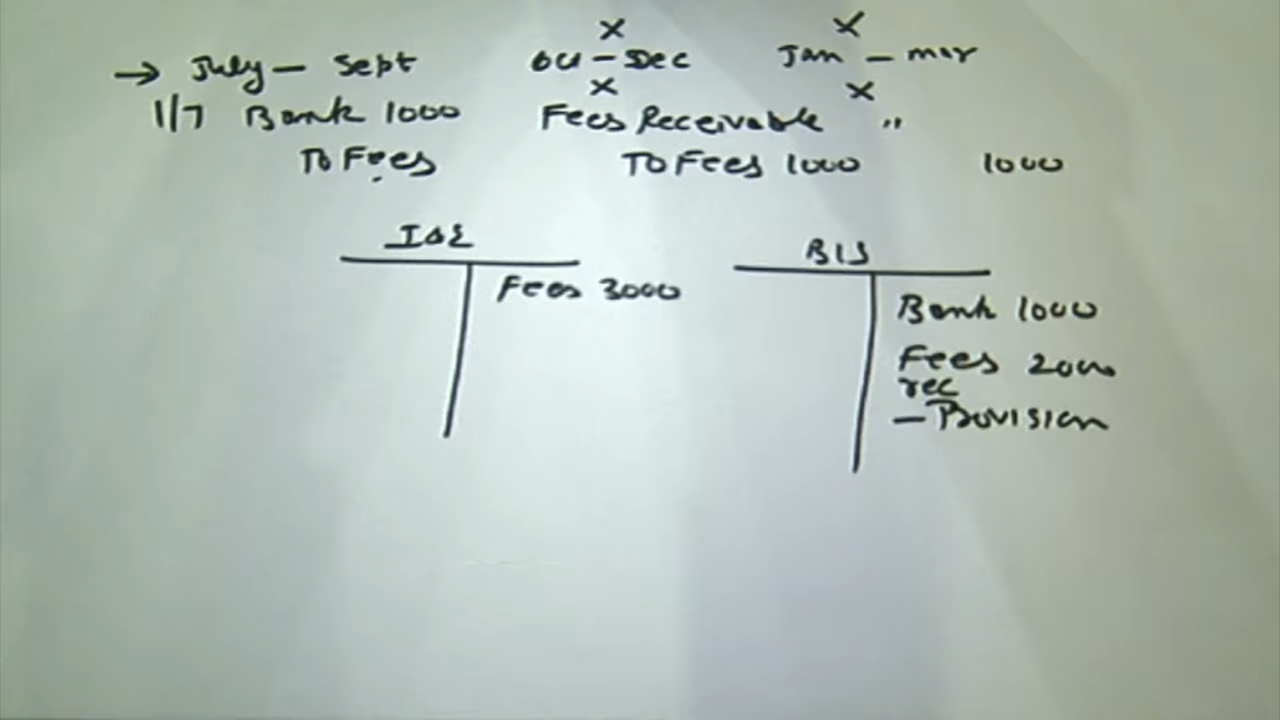 x x
→ July - Sept Oct - Dec Jan - mar
x x
1/7 Bank 1000 Fees Receivable "
To Fees To Fees 1000 1000
I&E
Fees 3000
B/S
Bank 1000
Fees 2000
rec
- Provision